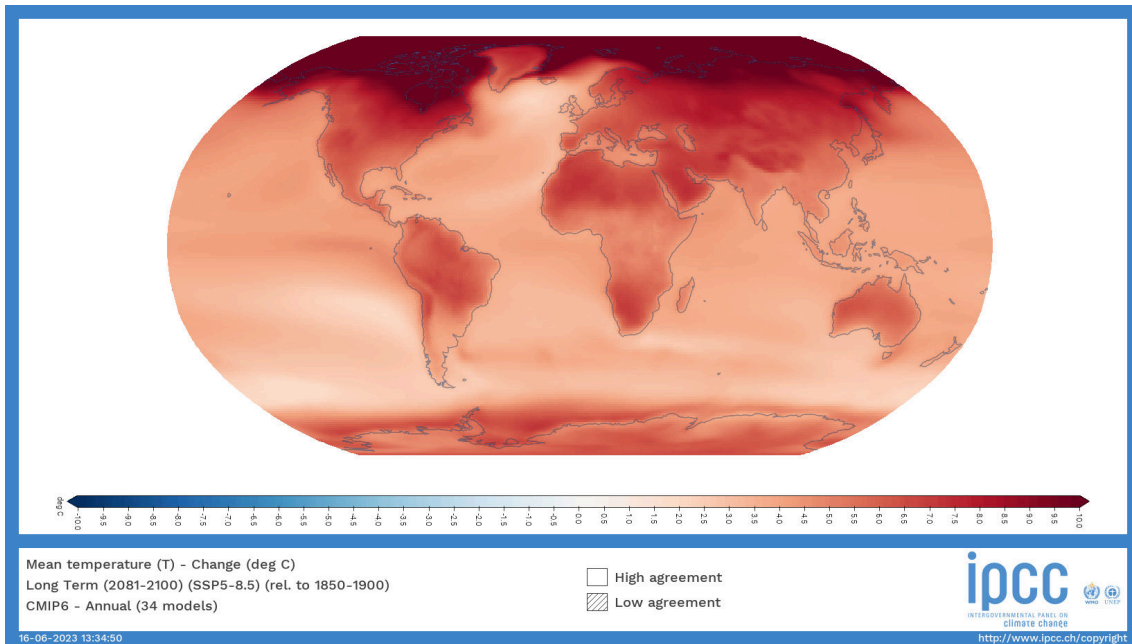 deg C
-10.0 -9.5 -9.0 -8.5 -8.0 -7.5 -7.0 -6.5 -6.0 -5.5 -5.0 -4.5 -4.0 -3.5 -3.0 -2.5 -2.0 -1.5 -1.0 -0.5 0.0 0.5 1.0 1.5 2.0 2.5 3.0 3.5 4.0 4.5 5.0 5.5 6.0 6.5 7.0 7.5 8.0 8.5 9.0 9.5 10.0
Mean temperature (T) - Change (deg C)
Long Term (2081-2100) (SSP5-8.5) (rel. to 1850-1900)
CMIP6 - Annual (34 models)
High agreement
Low agreement
ipcc
INTERGOVERNMENTAL PANEL ON
climate change
WMO
UNEP
16-06-2023 13:34:50
http://www.ipcc.ch/copyright